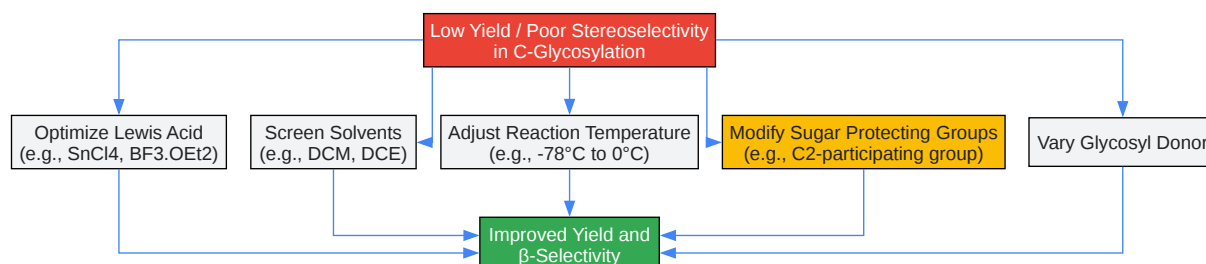 Low Yield / Poor Stereoselectivity
in C-Glycosylation
Optimize Lewis Acid
(e.g., SnCl4, BF3.OEt2)
Screen Solvents
(e.g., DCM, DCE)
Adjust Reaction Temperature
(e.g., -78°C to 0°C)
Modify Sugar Protecting Groups
(e.g., C2-participating group)
Vary Glycosyl Donor
Improved Yield and
β-Selectivity